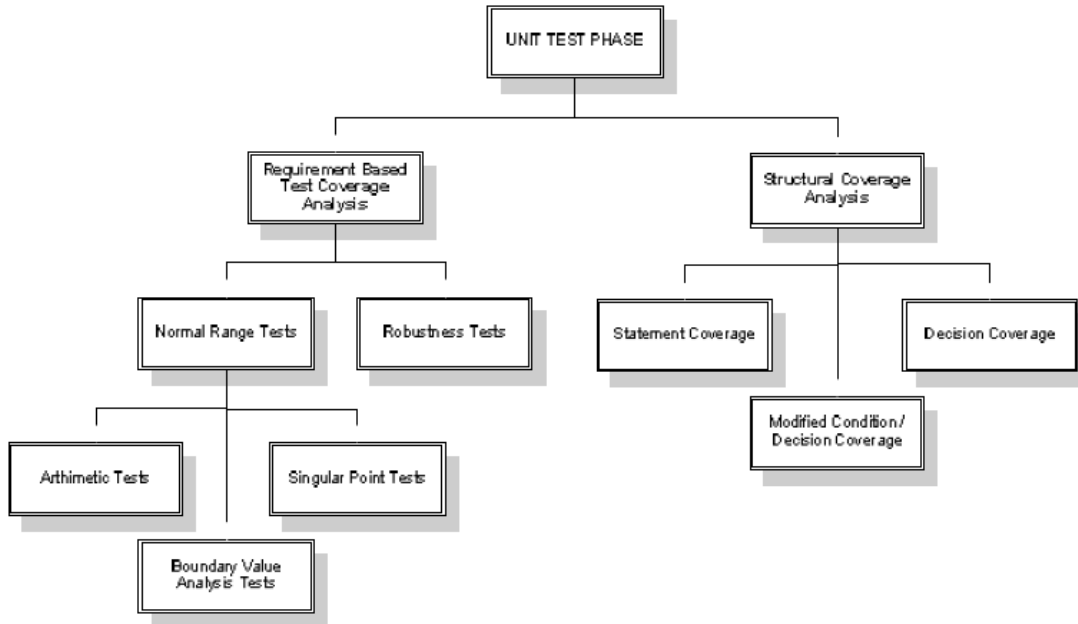 UNIT TEST PHASE
Requirement Based
Test Coverage
Analysis
Structural Coverage
Analysis
Normal Range Tests
Robustness Tests
Statement Coverage
Decision Coverage
Modified Condition /
Decision Coverage
Arthimetic Tests
Singular Point Tests
Boundary Value
Analysis Tests